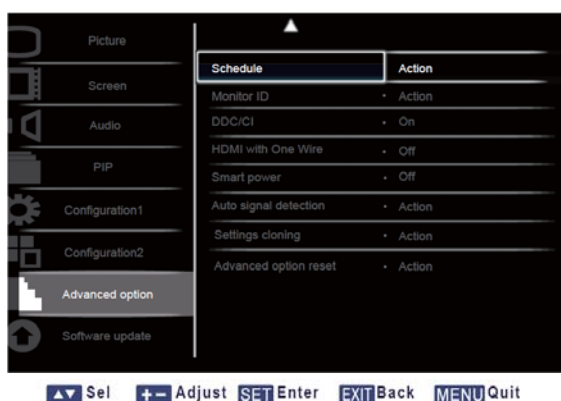 Picture
Screen
Audio
PIP
Configuration1
Configuration2
Advanced option
Software update
Schedule Action
Monitor ID • Action
DDC/CI • On
HDMI with One Wire • Off
Smart power • Off
Auto signal detection • Action
Settings cloning • Action
Advanced option reset • Action
▲▼ Sel +− Adjust SET Enter EXIT Back MENU Quit